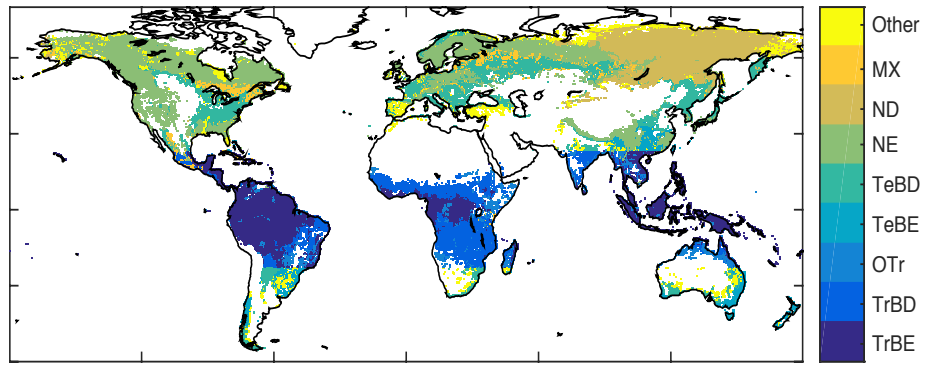 Other
MX
ND
NE
TeBD
TeBE
OTr
TrBD
TrBE